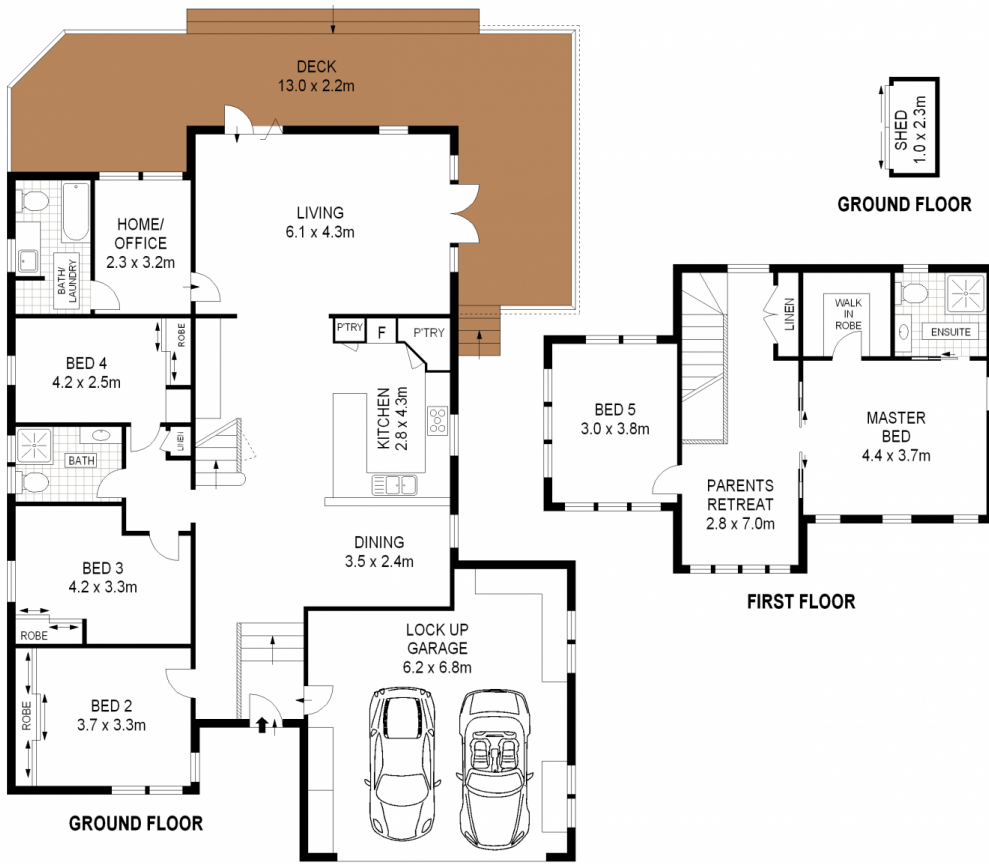 DECK
13.0 x 2.2m
SHED
1.0 x 2.3m
GROUND FLOOR
LIVING
6.1 x 4.3m
HOME/
OFFICE
2.3 x 3.2m
BATH/
LAUNDRY
P'TRY
F
P'TRY
ROBE
BED 4
4.2 x 2.5m
KITCHEN
2.8 x 4.3m
LINEN
BATH
DINING
3.5 x 2.4m
BED 3
4.2 x 3.3m
ROBE
LOCK UP
GARAGE
6.2 x 6.8m
ROBE
BED 2
3.7 x 3.3m
GROUND FLOOR
LINEN
WALK
IN
ROBE
ENSUITE
BED 5
3.0 x 3.8m
MASTER
BED
4.4 x 3.7m
PARENTS
RETREAT
2.8 x 7.0m
FIRST FLOOR